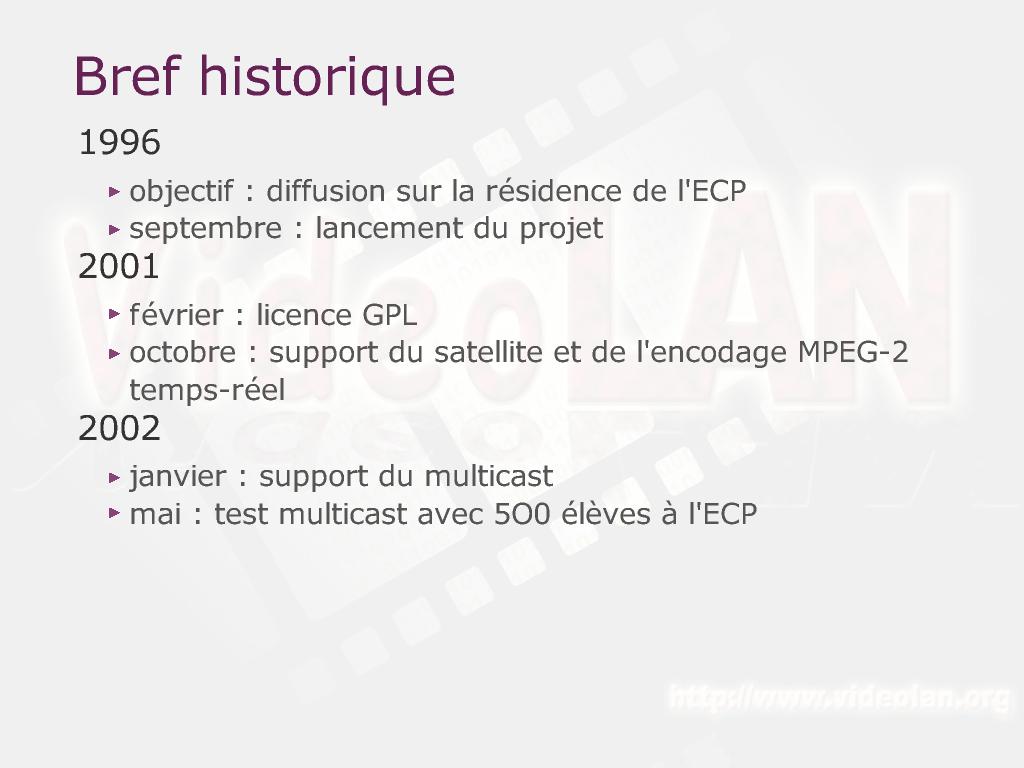 Bref historique
1996
objectif : diffusion sur la résidence de l'ECP
septembre : lancement du projet
2001
février : licence GPL
octobre : support du satellite et de l'encodage MPEG-2
temps-réel
2002
janvier : support du multicast
mai : test multicast avec 5O0 élèves à l'ECP
VideoLAN
http://www.videolan.org